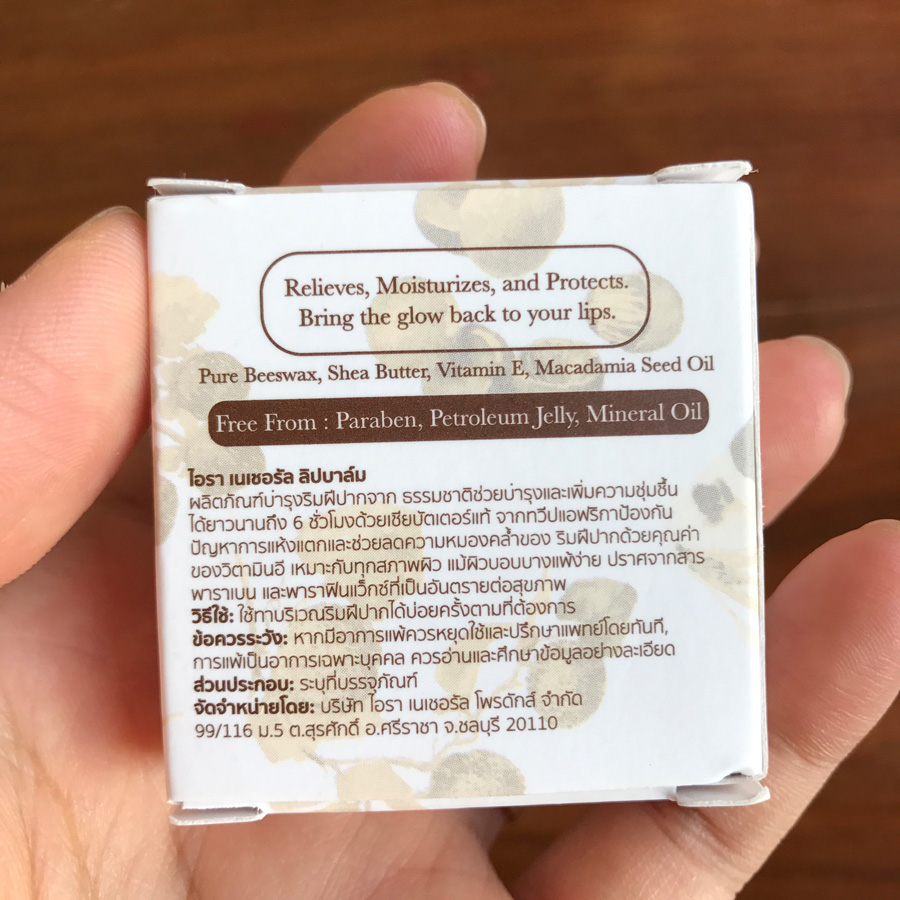 Relieves, Moisturizes, and Protects.
Bring the glow back to your lips.
Pure Beeswax, Shea Butter, Vitamin E, Macadamia Seed Oil
Free From : Paraben, Petroleum Jelly, Mineral Oil
ไอรา เนเชอรัล ลิปบาล์ม
ผลิตภัณฑ์บำรุงริมฝีปากจาก ธรรมชาติช่วยบำรุงและเพิ่มความชุ่มชื้น
ได้ยาวนานถึง 6 ชั่วโมงด้วยเชียบัตเตอร์แท้ จากทวีปแอฟริกาป้องกัน
ปัญหาการแห้งแตกและช่วยลดความหมองคล้ำของ ริมฝีปากด้วยคุณค่า
ของวิตามินอี เหมาะกับทุกสภาพผิว แม้ผิวบอบบางแพ้ง่าย ปราศจากสาร
พาราเบน และพาราฟินแว็กซ์ที่เป็นอันตรายต่อสุขภาพ
วิธีใช้: ใช้ทาบริเวณริมฝีปากได้บ่อยครั้งตามที่ต้องการ
ข้อควรระวัง: หากมีอาการแพ้ควรหยุดใช้และปรึกษาแพทย์โดยทันที,
การแพ้เป็นอาการเฉพาะบุคคล ควรอ่านและศึกษาข้อมูลอย่างละเอียด
ส่วนประกอบ: ระบุที่บรรจุภัณฑ์
จัดจำหน่ายโดย: บริษัท ไอรา เนเชอรัล โพรดักส์ จำกัด
99/116 ม.5 ต.สุรศักดิ์ อ.ศรีราชา จ.ชลบุรี 20110